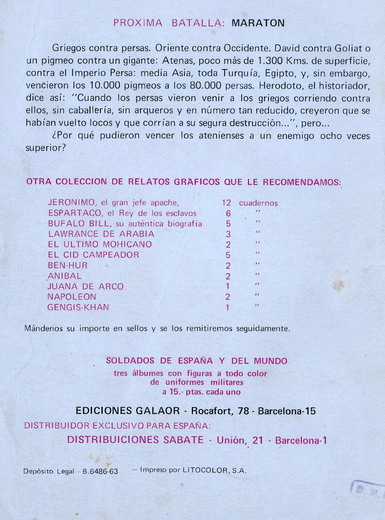 PROXIMA BATALLA: MARATON
Griegos contra persas. Oriente contra Occidente. David contra Goliat o
un pigmeo contra un gigante: Atenas, poco más de 1.300 Kms. de superficie,
contra el Imperio Persa: media Asia, toda Turquía, Egipto, y, sin embargo,
vencieron los 10.000 pigmeos a los 80.000 persas. Herodoto, el historiador,
dice así: "Cuando los persas vieron venir a los griegos corriendo contra
ellos, sin caballería, sin arqueros y en número tan reducido, creyeron que se
habían vuelto locos y que corrían a su segura destrucción...", pero...
¿Por qué pudieron vencer los atenienses a un enemigo ocho veces
superior?
OTRA COLECCION DE RELATOS GRAFICOS QUE LE RECOMENDAMOS:
JERONIMO, el gran jefe apache, 12 cuadernos
ESPARTACO, el Rey de los esclavos 6 "
BUFALO BILL, su auténtica biografía 5 "
LAWRANCE DE ARABIA 3 "
EL ULTIMO MOHICANO 2 "
EL CID CAMPEADOR 5 "
BEN-HUR 2 "
ANIBAL 2 "
JUANA DE ARCO 1 "
NAPOLEON 2 "
GENGIS-KHAN 1 "
Mándenos su importe en sellos y se los remitiremos seguidamente.
SOLDADOS DE ESPAÑA Y DEL MUNDO
tres álbumes con figuras a todo color
de uniformes militares
a 15.- ptas. cada uno
EDICIONES GALAOR - Rocafort, 78 - Barcelona-15
DISTRIBUIDOR EXCLUSIVO PARA ESPAÑA:
DISTRIBUICIONES SABATE - Unión, 21 - Barcelona-1
Depósito Legal - B.6486-63 - Impreso por LITOCOLOR, S.A.